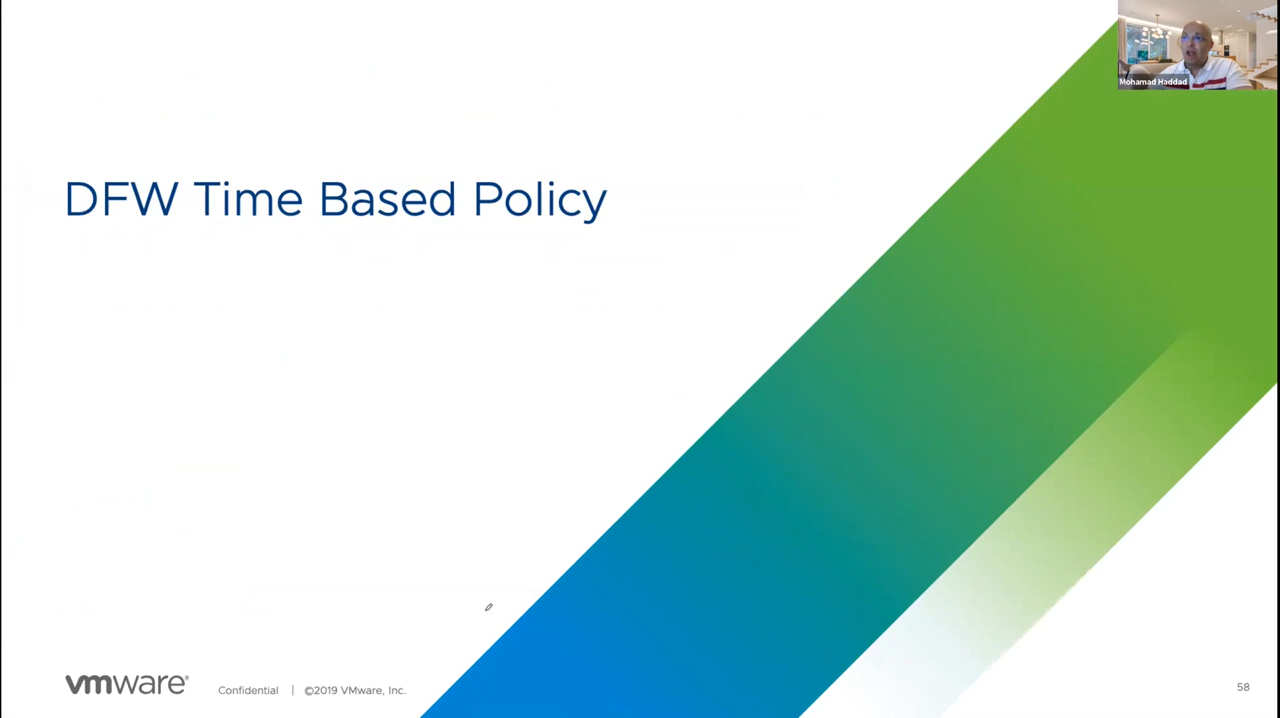 Mohamad Haddad
DFW Time Based Policy
vmware®
Confidential | ©2019 VMware, Inc.
58